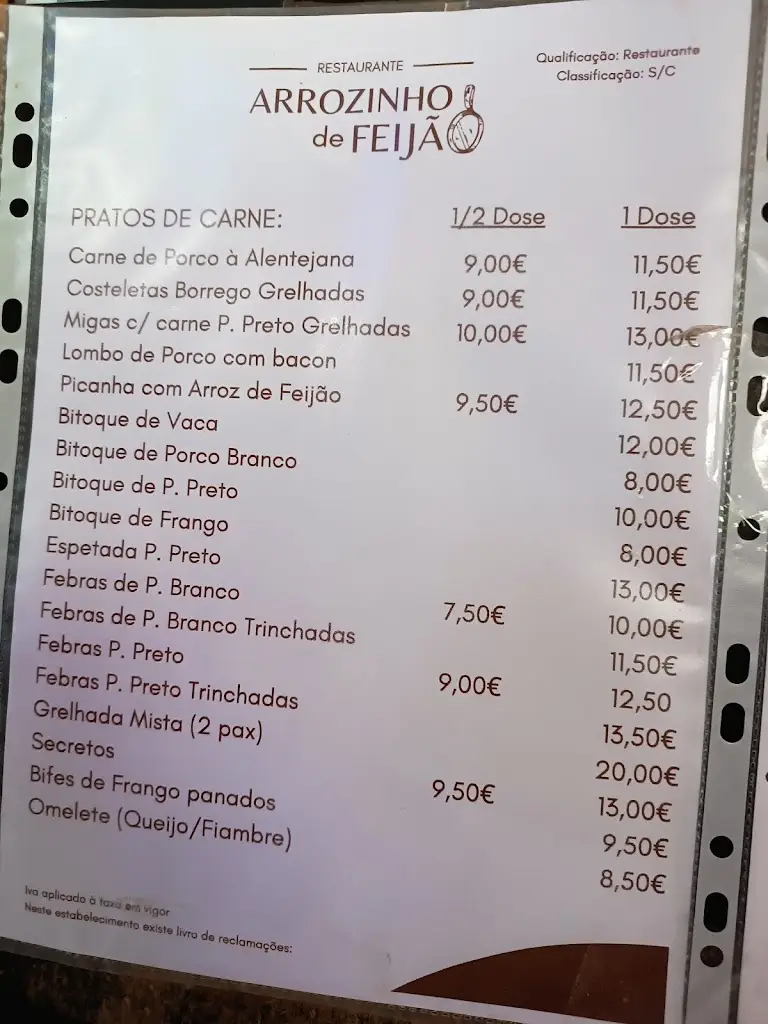 RESTAURANTE
ARROZINHO
de FEIJÃO
Qualificação: Restaurante
Classificação: S/C
PRATOS DE CARNE: 1/2 Dose 1 Dose
Carne de Porco à Alentejana 9,00€ 11,50€
Costeletas Borrego Grelhadas 9,00€ 11,50€
Migas c/ carne P. Preto Grelhadas 10,00€ 13,00€
Lombo de Porco com bacon 11,50€
Picanha com Arroz de Feijão 9,50€ 12,50€
Bitoque de Vaca 12,00€
Bitoque de Porco Branco 8,00€
Bitoque de P. Preto 10,00€
Bitoque de Frango 8,00€
Espetada P. Preto 13,00€
Febras de P. Branco 7,50€ 10,00€
Febras de P. Branco Trinchadas 11,50€
Febras P. Preto 9,00€ 12,50
Febras P. Preto Trinchadas 13,50€
Grelhada Mista (2 pax) 20,00€
Secretos 9,50€ 13,00€
Bifes de Frango panados 9,50€
Omelete (Queijo/Fiambre) 8,50€
Iva aplicado à taxa em vigor
Neste estabelecimento existe livro de reclamações: